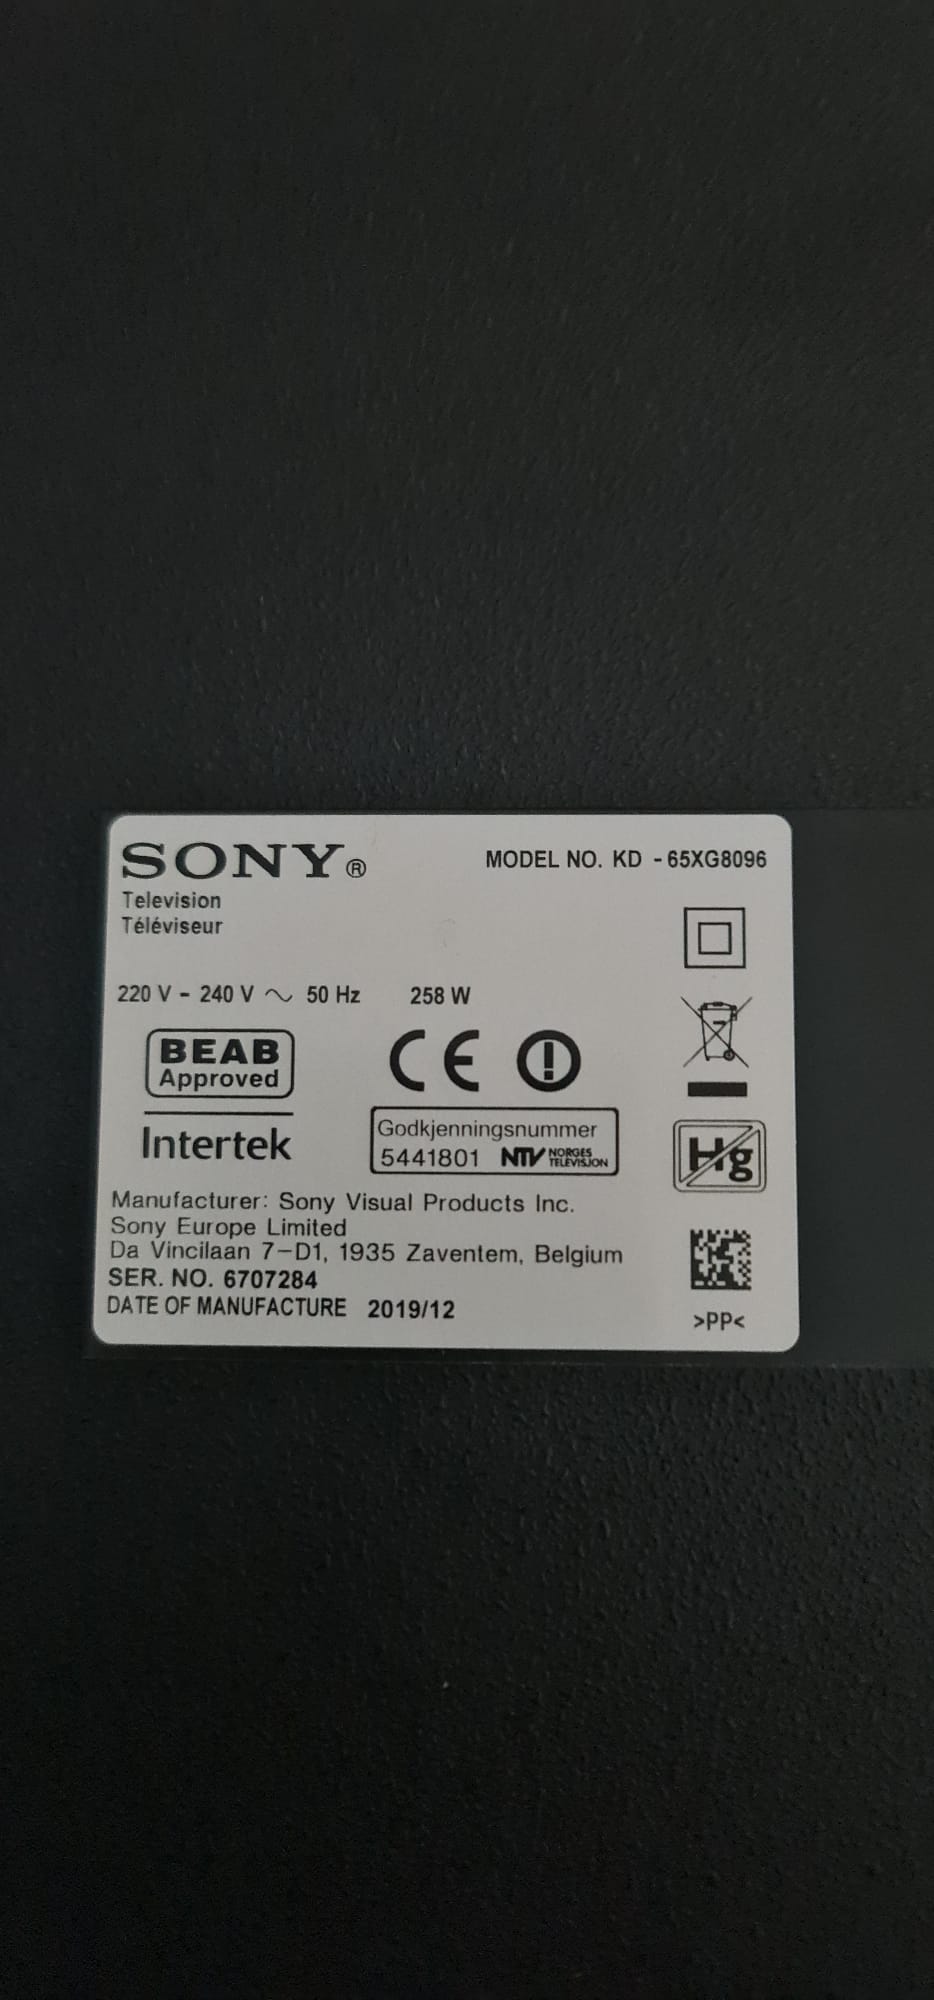 SONY®
MODEL NO. KD - 65XG8096
Television
Téléviseur
220 V - 240 V ~ 50 Hz 258 W
BEAB
Approved
CE
Intertek
Godkjenningsnummer
5441801 NTV NORGES TELEVISJON
Hg
Manufacturer: Sony Visual Products Inc.
Sony Europe Limited
Da Vincilaan 7-D1, 1935 Zaventem, Belgium
SER. NO. 6707284
DATE OF MANUFACTURE 2019/12
>PP<